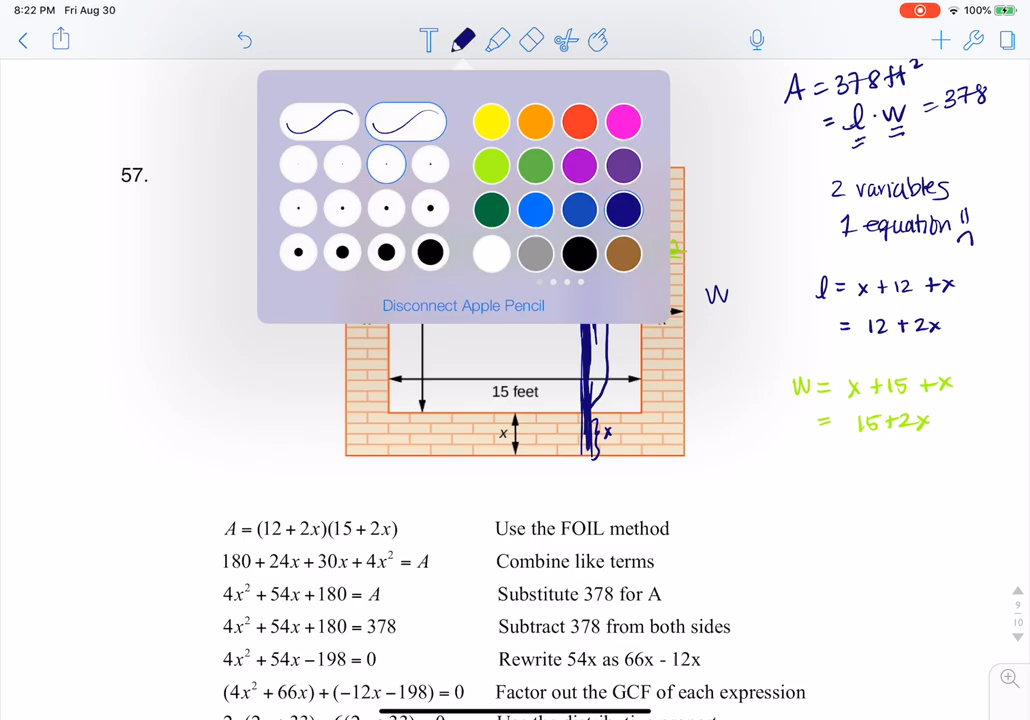 8:22 PM Fri Aug 30
100%
T
A = 378 ft²
= l · w = 378
57.
2 variables
1 equation !!
W
l = x + 12 + x
= 12 + 2x
Disconnect Apple Pencil
W = x + 15 + x
= 15 + 2x
15 feet
x
x
A = (12 + 2x)(15 + 2x) Use the FOIL method
180 + 24x + 30x + 4x² = A Combine like terms
4x² + 54x + 180 = A Substitute 378 for A
4x² + 54x + 180 = 378 Subtract 378 from both sides
4x² + 54x − 198 = 0 Rewrite 54x as 66x - 12x
(4x² + 66x) + (−12x − 198) = 0 Factor out the GCF of each expression
9
10